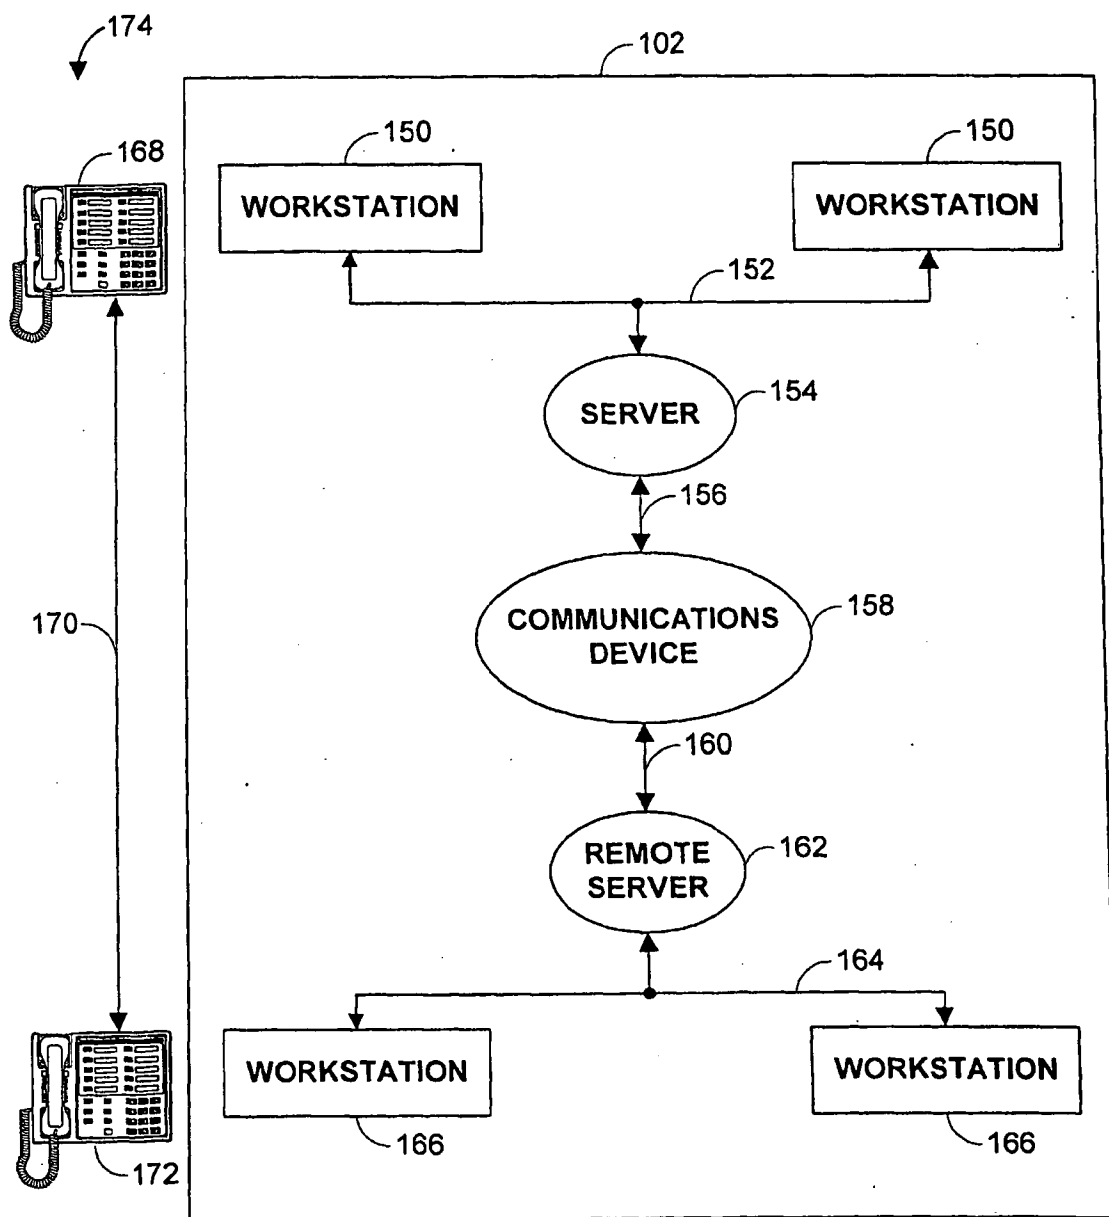 174
102
168
150
150
WORKSTATION
WORKSTATION
152
SERVER
154
156
COMMUNICATIONS
DEVICE
158
170
160
REMOTE
SERVER
162
164
WORKSTATION
WORKSTATION
166
166
172